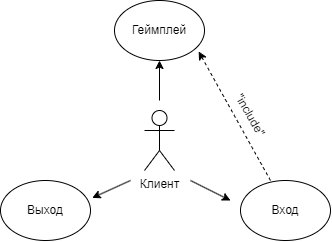 Геймплей
"include"
Клиент
Выход
Вход